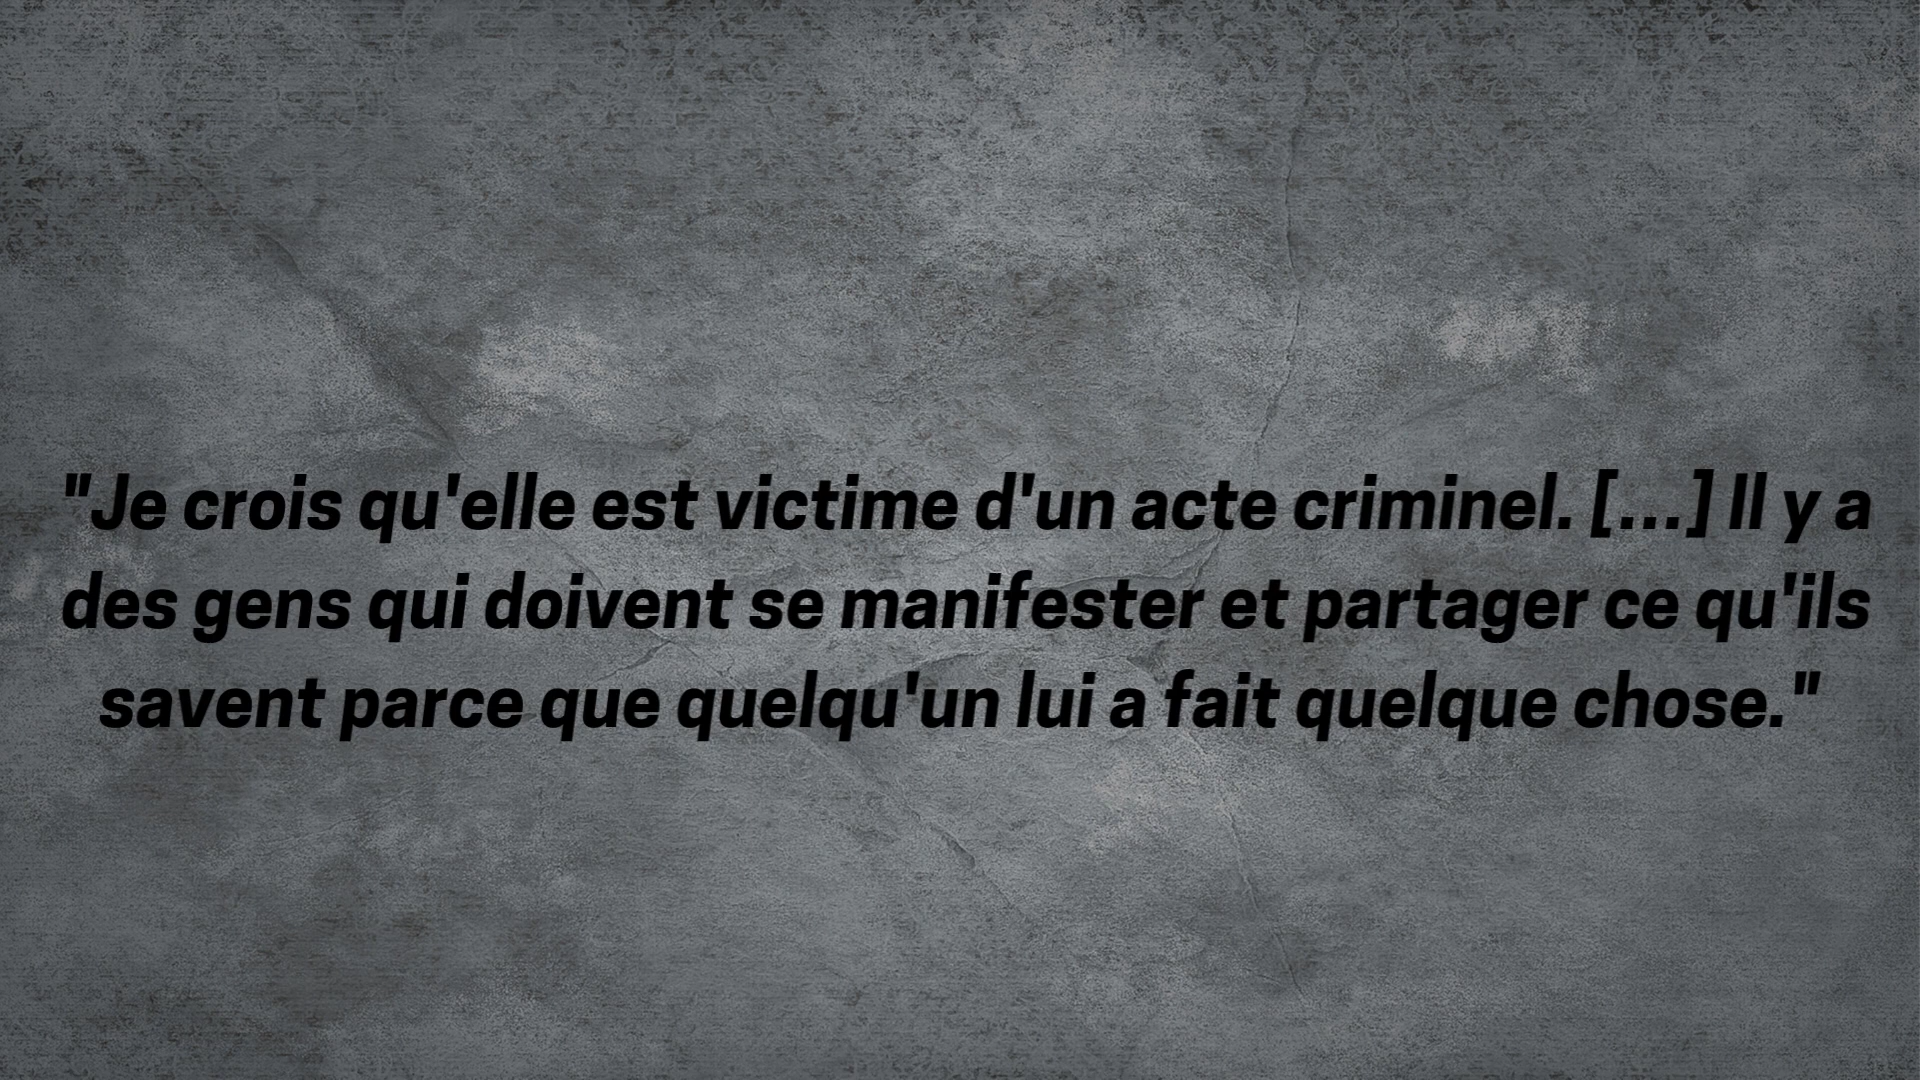 "Je crois qu'elle est victime d'un acte criminel. [...] Il y a
des gens qui doivent se manifester et partager ce qu'ils
savent parce que quelqu'un lui a fait quelque chose."